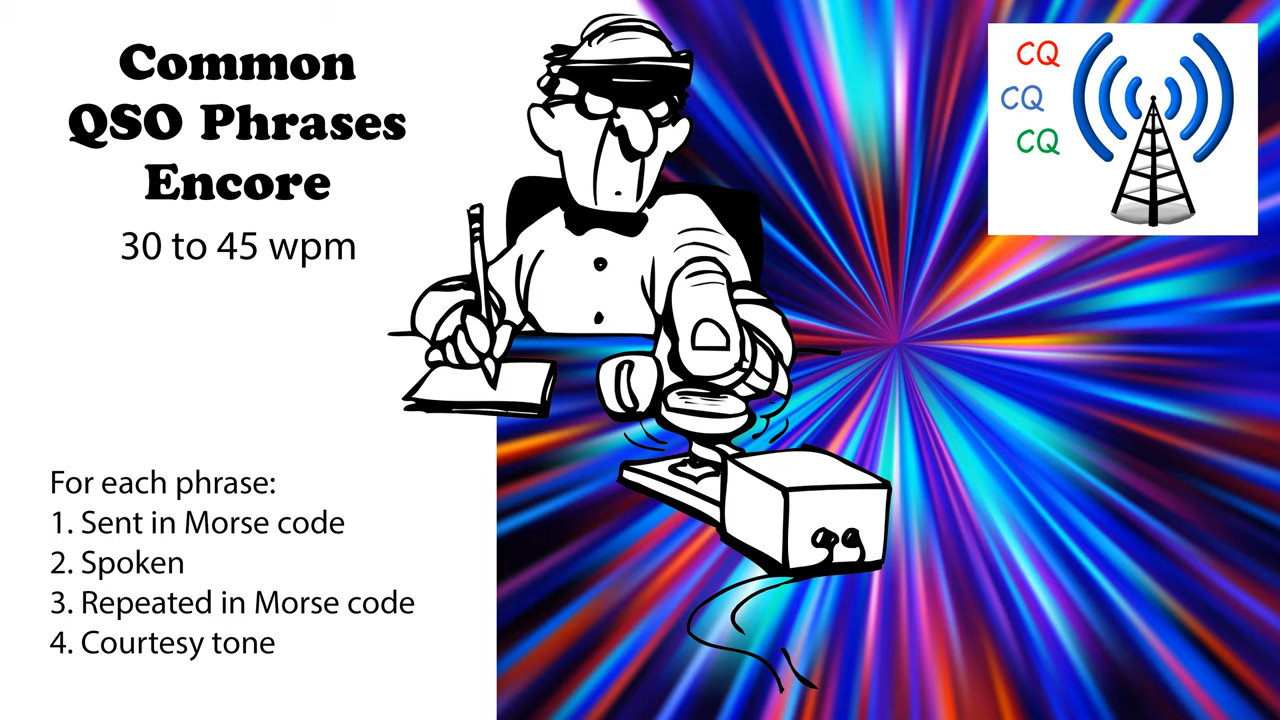 Common
QSO Phrases
Encore
30 to 45 wpm
CQ
CQ
CQ
For each phrase:
1. Sent in Morse code
2. Spoken
3. Repeated in Morse code
4. Courtesy tone